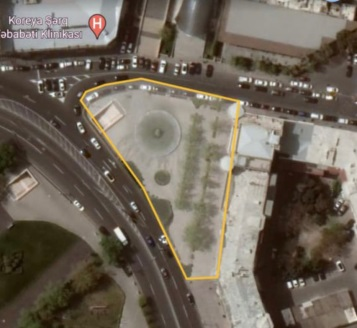 Koreya Şərq
Təbabəti Klinikası
H